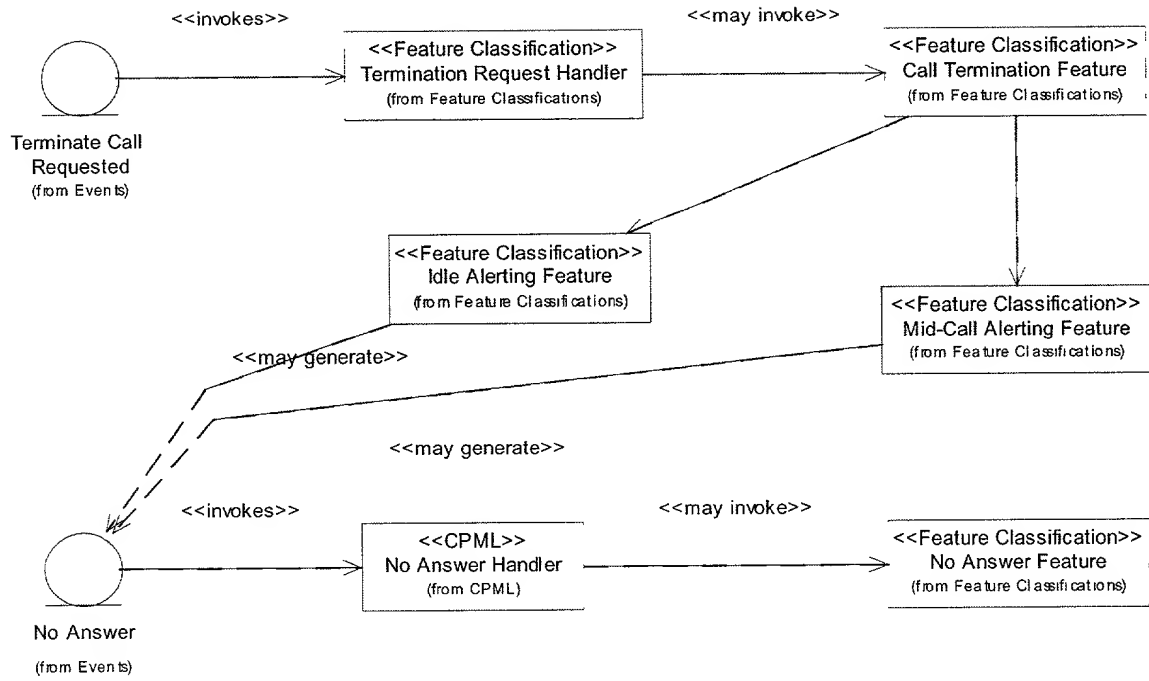 <<invokes>>
<<may invoke>>
<<Feature Classification>>
Termination Request Handler
(from Feature Classifications)
<<Feature Classification>>
Call Termination Feature
(from Feature Classifications)
Terminate Call
Requested
(from Events)
<<Feature Classification>>
Idle Alerting Feature
(from Feature Classifications)
<<Feature Classification>>
Mid-Call Alerting Feature
(from Feature Classifications)
<<may generate>>
<<may generate>>
<<invokes>>
<<may invoke>>
<<CPML>>
No Answer Handler
(from CPML)
<<Feature Classification>>
No Answer Feature
(from Feature Classifications)
No Answer
(from Events)